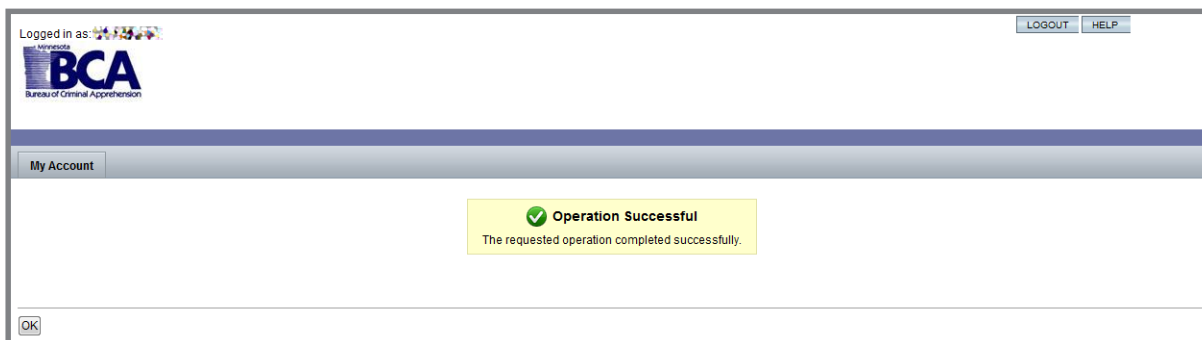 Logged in as:
LOGOUT HELP
Minnesota
BCA
Bureau of Criminal Apprehension
My Account
Operation Successful
The requested operation completed successfully.
OK